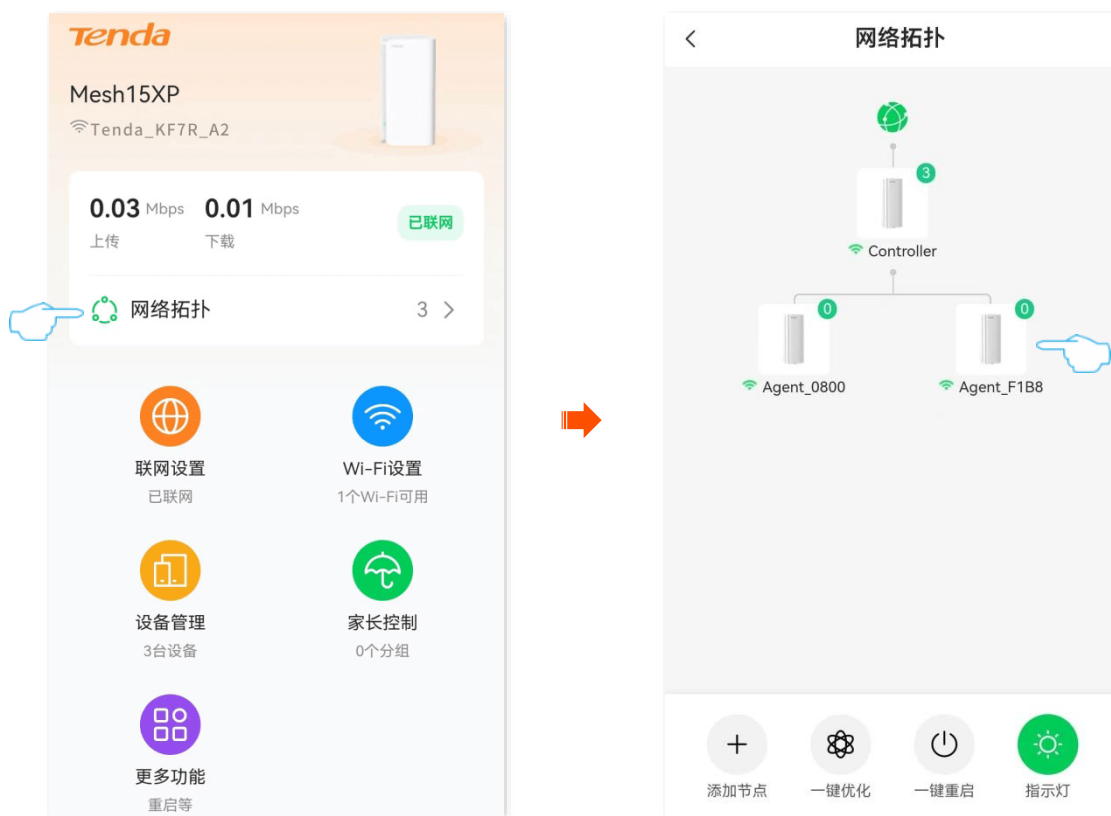 Tenda
Mesh15XP
Tenda_KF7R_A2
0.03 Mbps 0.01 Mbps
已联网
上传 下载
网络拓扑 3
联网设置 Wi-Fi设置
已联网 1个Wi-Fi可用
设备管理 家长控制
3台设备 0个分组
更多功能
重启等
网络拓扑
3
Controller
0 0
Agent_0800 Agent_F1B8
添加节点 一键优化 一键重启 指示灯